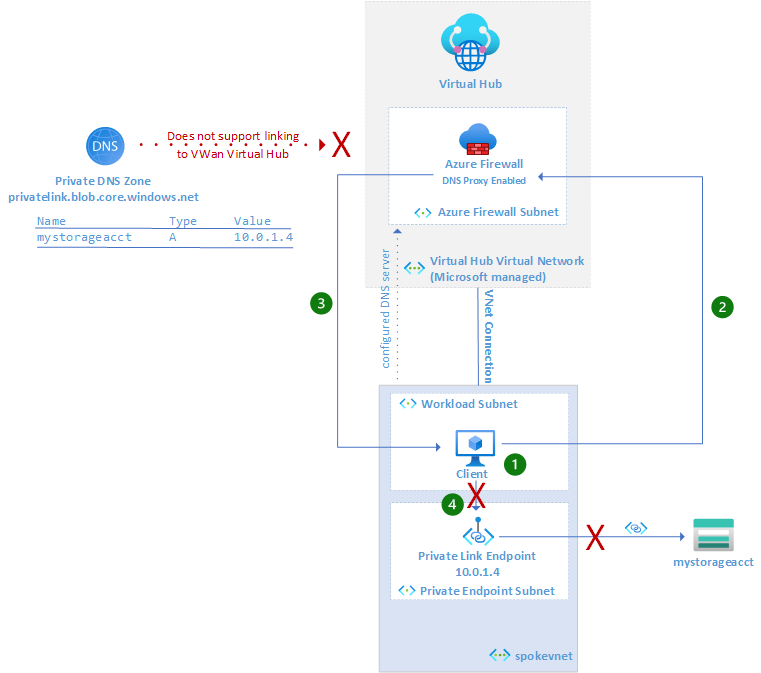 Virtual Hub
DNS
Does not support linking
to VWan Virtual Hub
X
Azure Firewall
DNS Proxy Enabled
Private DNS Zone
privatelink.blob.core.windows.net
Azure Firewall Subnet
Name Type Value
mystorageacct A 10.0.1.4
Virtual Hub Virtual Network
(Microsoft managed)
configured DNS server
VNet Connection
3
2
Workload Subnet
Client
1
4
X
X
Private Link Endpoint
10.0.1.4
mystorageacct
Private Endpoint Subnet
spokevnet